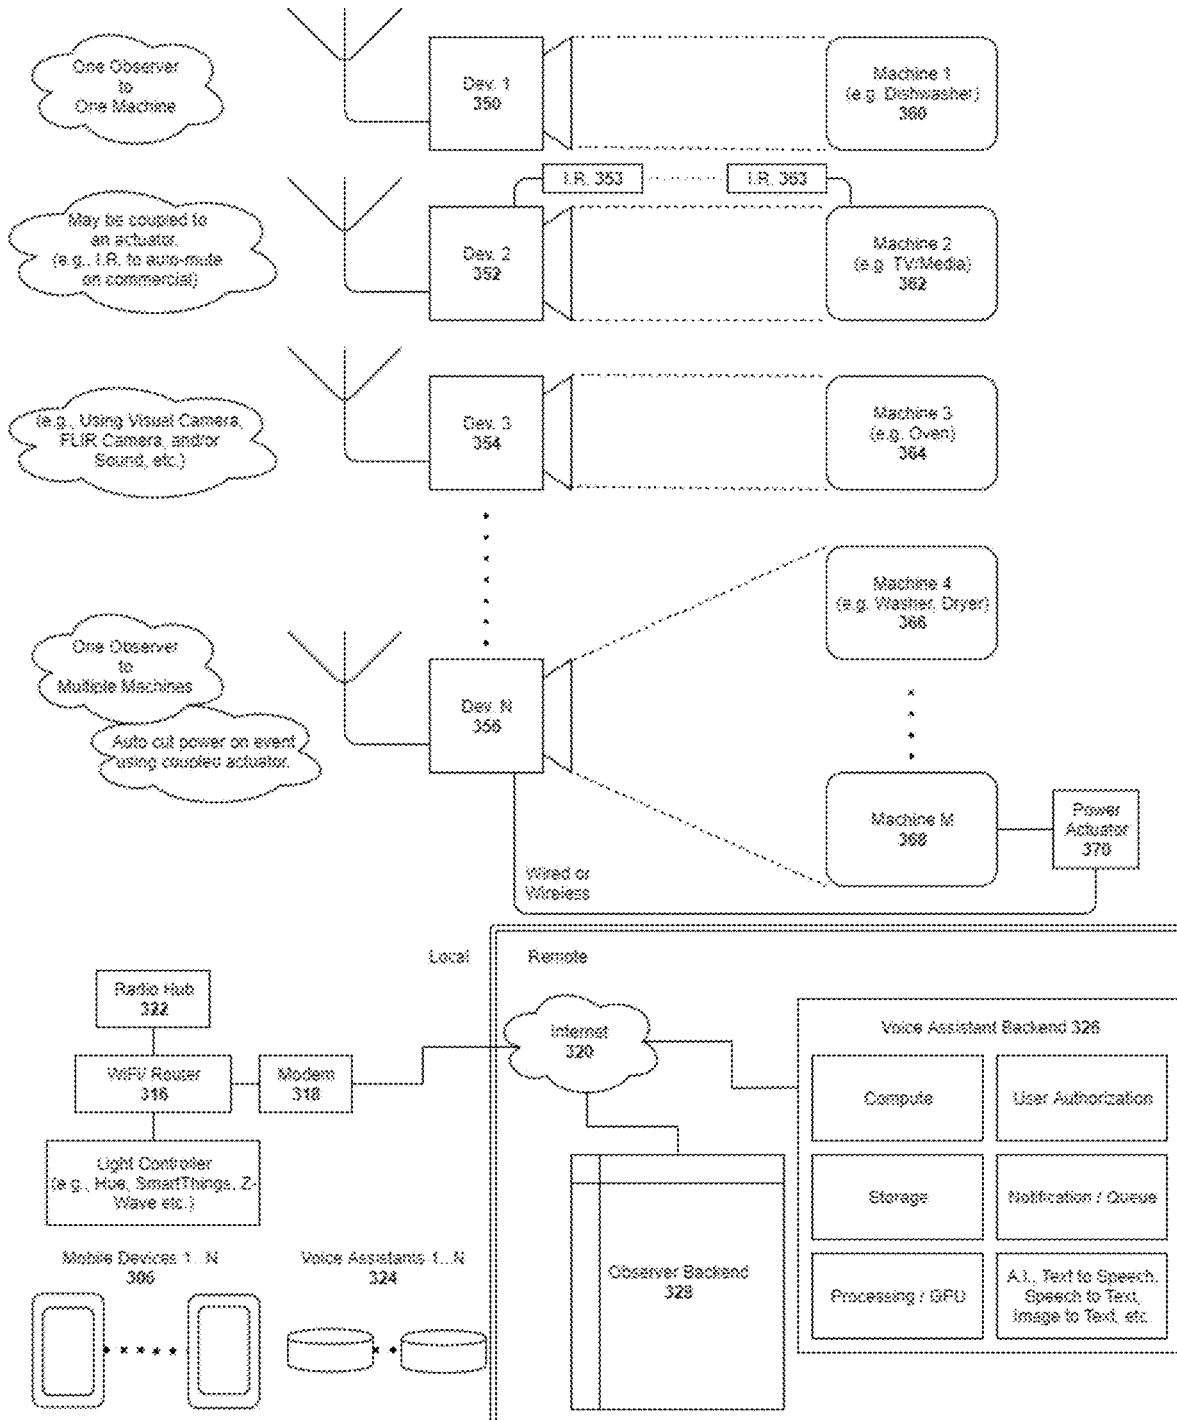 One Observer
to
One Machine
Dev. 1
350
Machine 1
(e.g. Dishwasher)
360
I.R. 353
I.R. 363
May be coupled to
an actuator.
(e.g., I.R. to auto-mute
on commercial)
Dev. 2
352
Machine 2
(e.g. TV/Media)
362
(e.g., Using Visual Camera,
FLIR Camera, and/or
Sound, etc.)
Dev. 3
354
Machine 3
(e.g. Oven)
364
Machine 4
(e.g. Washer, Dryer)
366
One Observer
to
Multiple Machines
Auto cut power on event
using coupled actuator.
Dev. N
356
Machine M
368
Power
Actuator
370
Wired or
Wireless
Local
Remote
Radio Hub
322
WiFi/ Router
316
Modem
318
Internet
320
Light Controller
(e.g., Hue, SmartThings, Z-
Wave etc.)
Mobile Devices 1...N
306
Voice Assistants 1...N
324
Observer Backend
328
Voice Assistant Backend 326
Compute
User Authorization
Storage
Notification / Queue
Processing / GPU
A.I., Text to Speech,
Speech to Text,
Image to Text, etc.